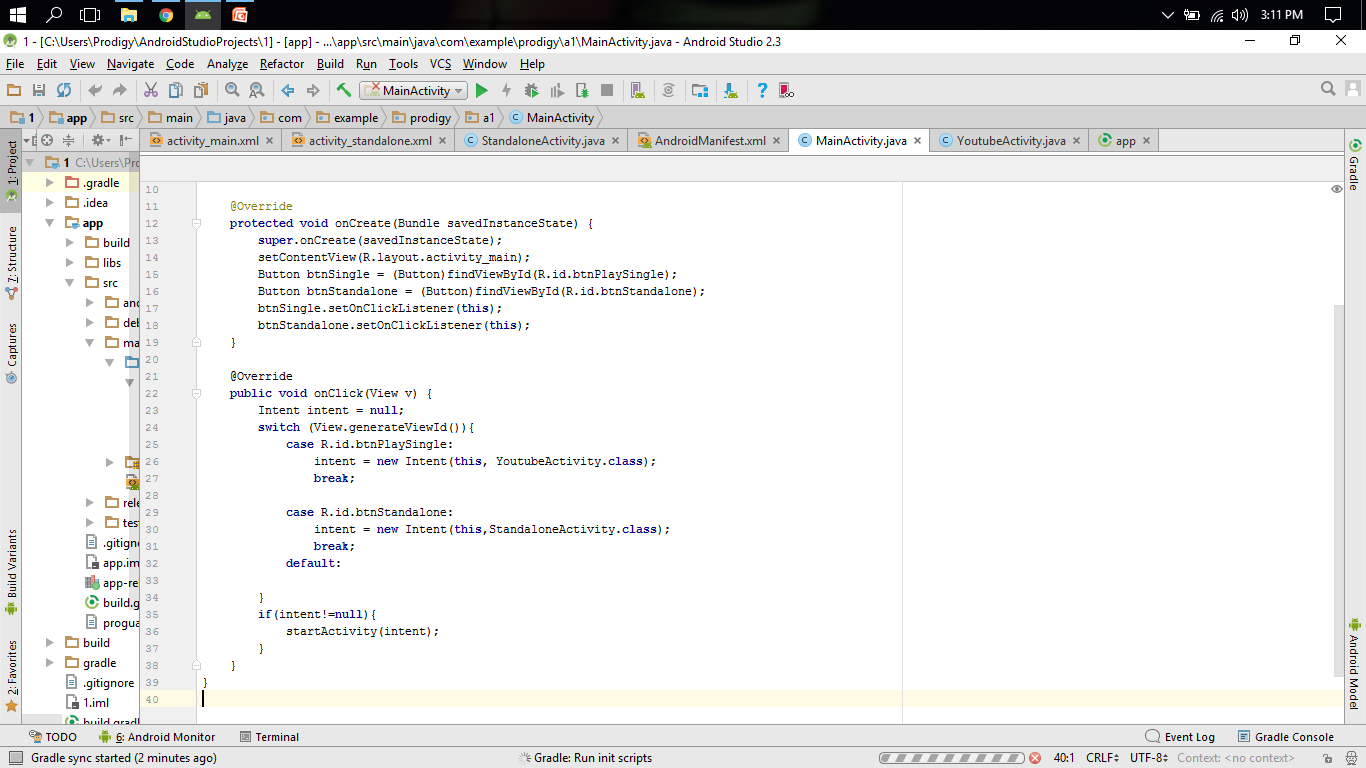 3:11 PM
1 - [C:\Users\Prodigy\AndroidStudioProjects\1] - [app] - ...\app\src\main\java\com\example\prodigy\a1\MainActivity.java - Android Studio 2.3
File Edit View Navigate Code Analyze Refactor Build Run Tools VCS Window Help
MainActivity
1 app src main java com example prodigy a1 MainActivity
activity_main.xml activity_standalone.xml StandaloneActivity.java AndroidManifest.xml MainActivity.java YoutubeActivity.java app
1: Project
7: Structure
Captures
Build Variants
2: Favorites
1 C:\Users\Pro
.gradle
.idea
app
build
libs
src
and
deb
ma
rele
test
.gitigno
app.im
app-re
build.g
progua
build
gradle
.gitignore
1.iml
build.gradl
10
11 @Override
12 protected void onCreate(Bundle savedInstanceState) {
13 super.onCreate(savedInstanceState);
14 setContentView(R.layout.activity_main);
15 Button btnSingle = (Button)findViewById(R.id.btnPlaySingle);
16 Button btnStandalone = (Button)findViewById(R.id.btnStandalone);
17 btnSingle.setOnClickListener(this);
18 btnStandalone.setOnClickListener(this);
19 }
20
21 @Override
22 public void onClick(View v) {
23 Intent intent = null;
24 switch (View.generateViewId()){
25 case R.id.btnPlaySingle:
26 intent = new Intent(this, YoutubeActivity.class);
27 break;
28
29 case R.id.btnStandalone:
30 intent = new Intent(this,StandaloneActivity.class);
31 break;
32 default:
33
34 }
35 if(intent!=null){
36 startActivity(intent);
37 }
38 }
39 }
40
Gradle
Android Model
TODO 6: Android Monitor Terminal Event Log Gradle Console
Gradle sync started (2 minutes ago) Gradle: Run init scripts 40:1 CRLF UTF-8 Context: <no context>